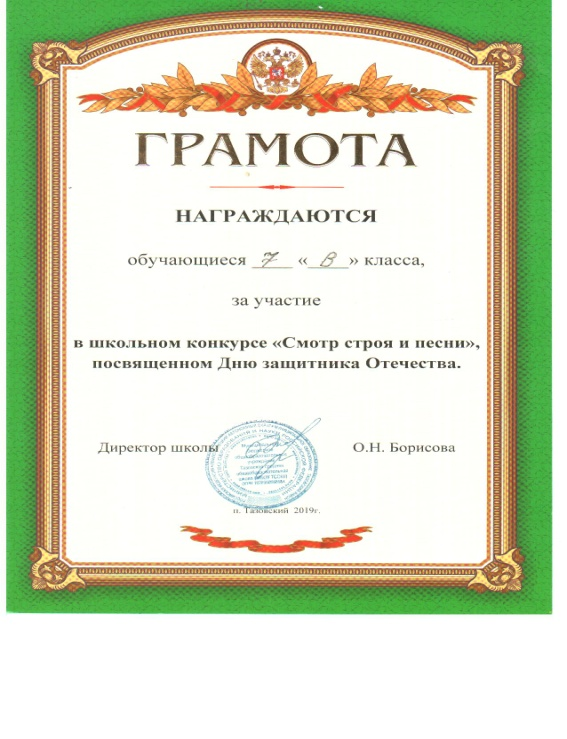 ГРАМОТА
НАГРАЖДАЮТСЯ
обучающиеся 7 «В» класса,
за участие
в школьном конкурсе «Смотр строя и песни»,
посвященном Дню защитника Отечества.
Директор школы О.Н. Борисова
п. Тазовский 2019г.